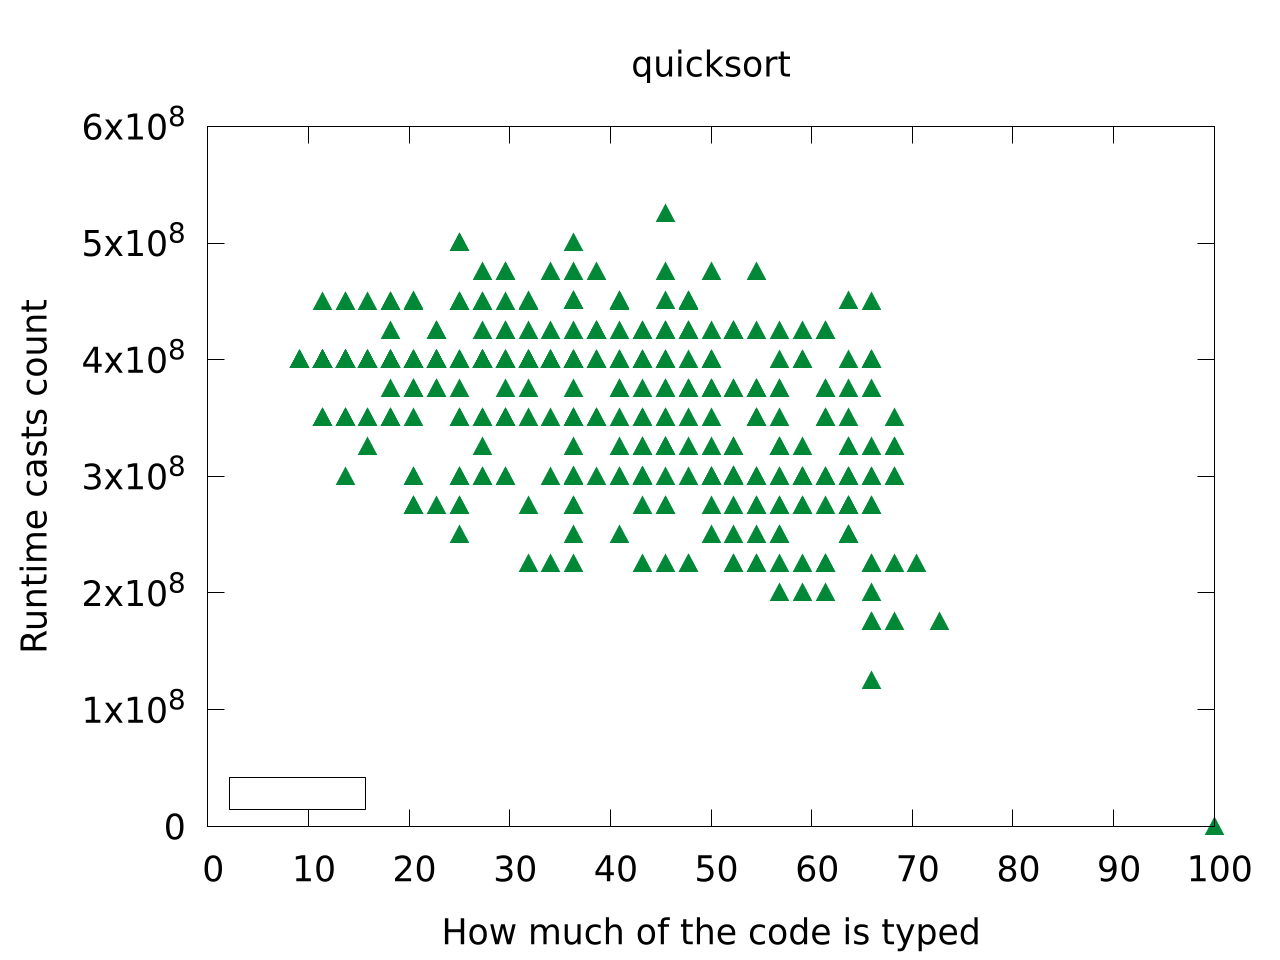 quicksort
6x10⁸
5x10⁸
4x10⁸
3x10⁸
2x10⁸
1x10⁸
0
Runtime casts count
0 10 20 30 40 50 60 70 80 90 100
How much of the code is typed